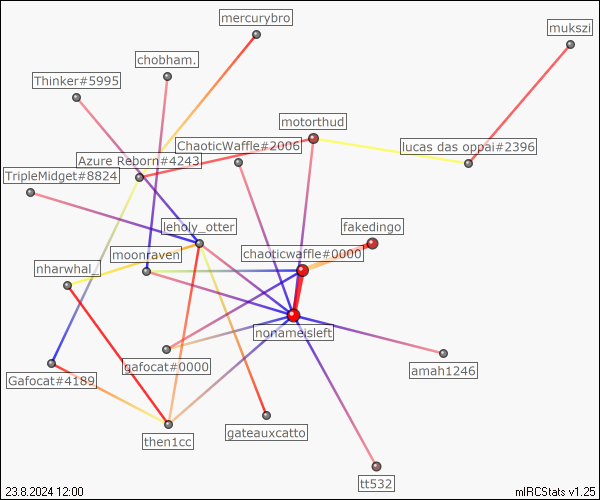 mercurybro
mukszi
chobham.
Thinker#5995
motorthud
ChaoticWaffle#2006
lucas das oppai#2396
Azure Reborn#4243
TripleMidget#8824
leholy_otter
fakedingo
moonraven
chaoticwaffle#0000
nharwhal_
nonameisleft
gafocat#0000
amah1246
Gafocat#4189
gateauxcatto
then1cc
tt532
23.8.2024 12:00
mIRCStats v1.25